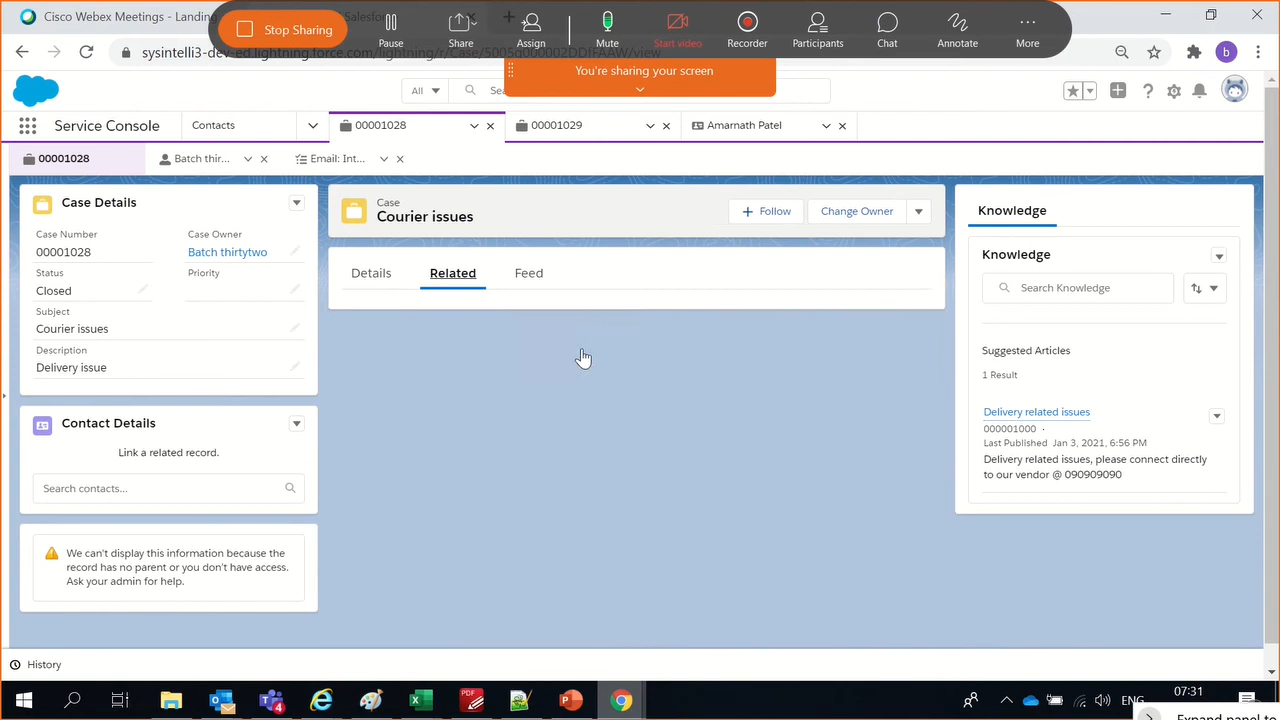 Cisco Webex Meetings - Landing
Salesfor
Stop Sharing
Pause
Share
Assign
Mute
Start video
Recorder
Participants
Chat
Annotate
More
You're sharing your screen
All
Sea
Service Console
Contacts
00001028
00001029
Amarnath Patel
00001028
Batch thir...
Email: Int...
Case Details
Case Number
Case Owner
00001028
Batch thirtytwo
Status
Priority
Closed
Subject
Courier issues
Description
Delivery issue
Contact Details
Link a related record.
Search contacts...
We can't display this information because the
record has no parent or you don't have access.
Ask your admin for help.
Case
Courier issues
Follow
Change Owner
Details
Related
Feed
Knowledge
Knowledge
Search Knowledge
Suggested Articles
1 Result
Delivery related issues
000001000 ·
Last Published Jan 3, 2021, 6:56 PM
Delivery related issues, please connect directly
to our vendor @ 090909090
History
PDF
ENG
07:31
Expand panel to